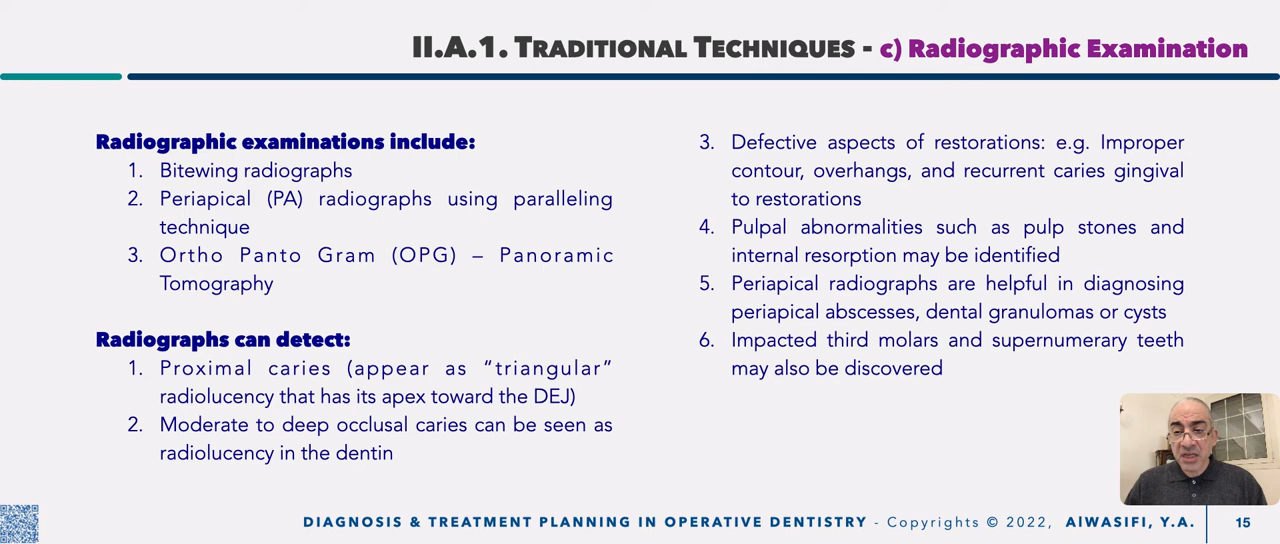 II.A.1. TRADITIONAL TECHNIQUES - c) Radiographic Examination
Radiographic examinations include:
1. Bitewing radiographs
2. Periapical (PA) radiographs using paralleling
technique
3. Ortho Panto Gram (OPG) – Panoramic
Tomography
Radiographs can detect:
1. Proximal caries (appear as “triangular”
radiolucency that has its apex toward the DEJ)
2. Moderate to deep occlusal caries can be seen as
radiolucency in the dentin
3. Defective aspects of restorations: e.g. Improper
contour, overhangs, and recurrent caries gingival
to restorations
4. Pulpal abnormalities such as pulp stones and
internal resorption may be identified
5. Periapical radiographs are helpful in diagnosing
periapical abscesses, dental granulomas or cysts
6. Impacted third molars and supernumerary teeth
may also be discovered
DIAGNOSIS & TREATMENT PLANNING IN OPERATIVE DENTISTRY - Copyrights © 2022, AlWASIFI, Y.A. 15